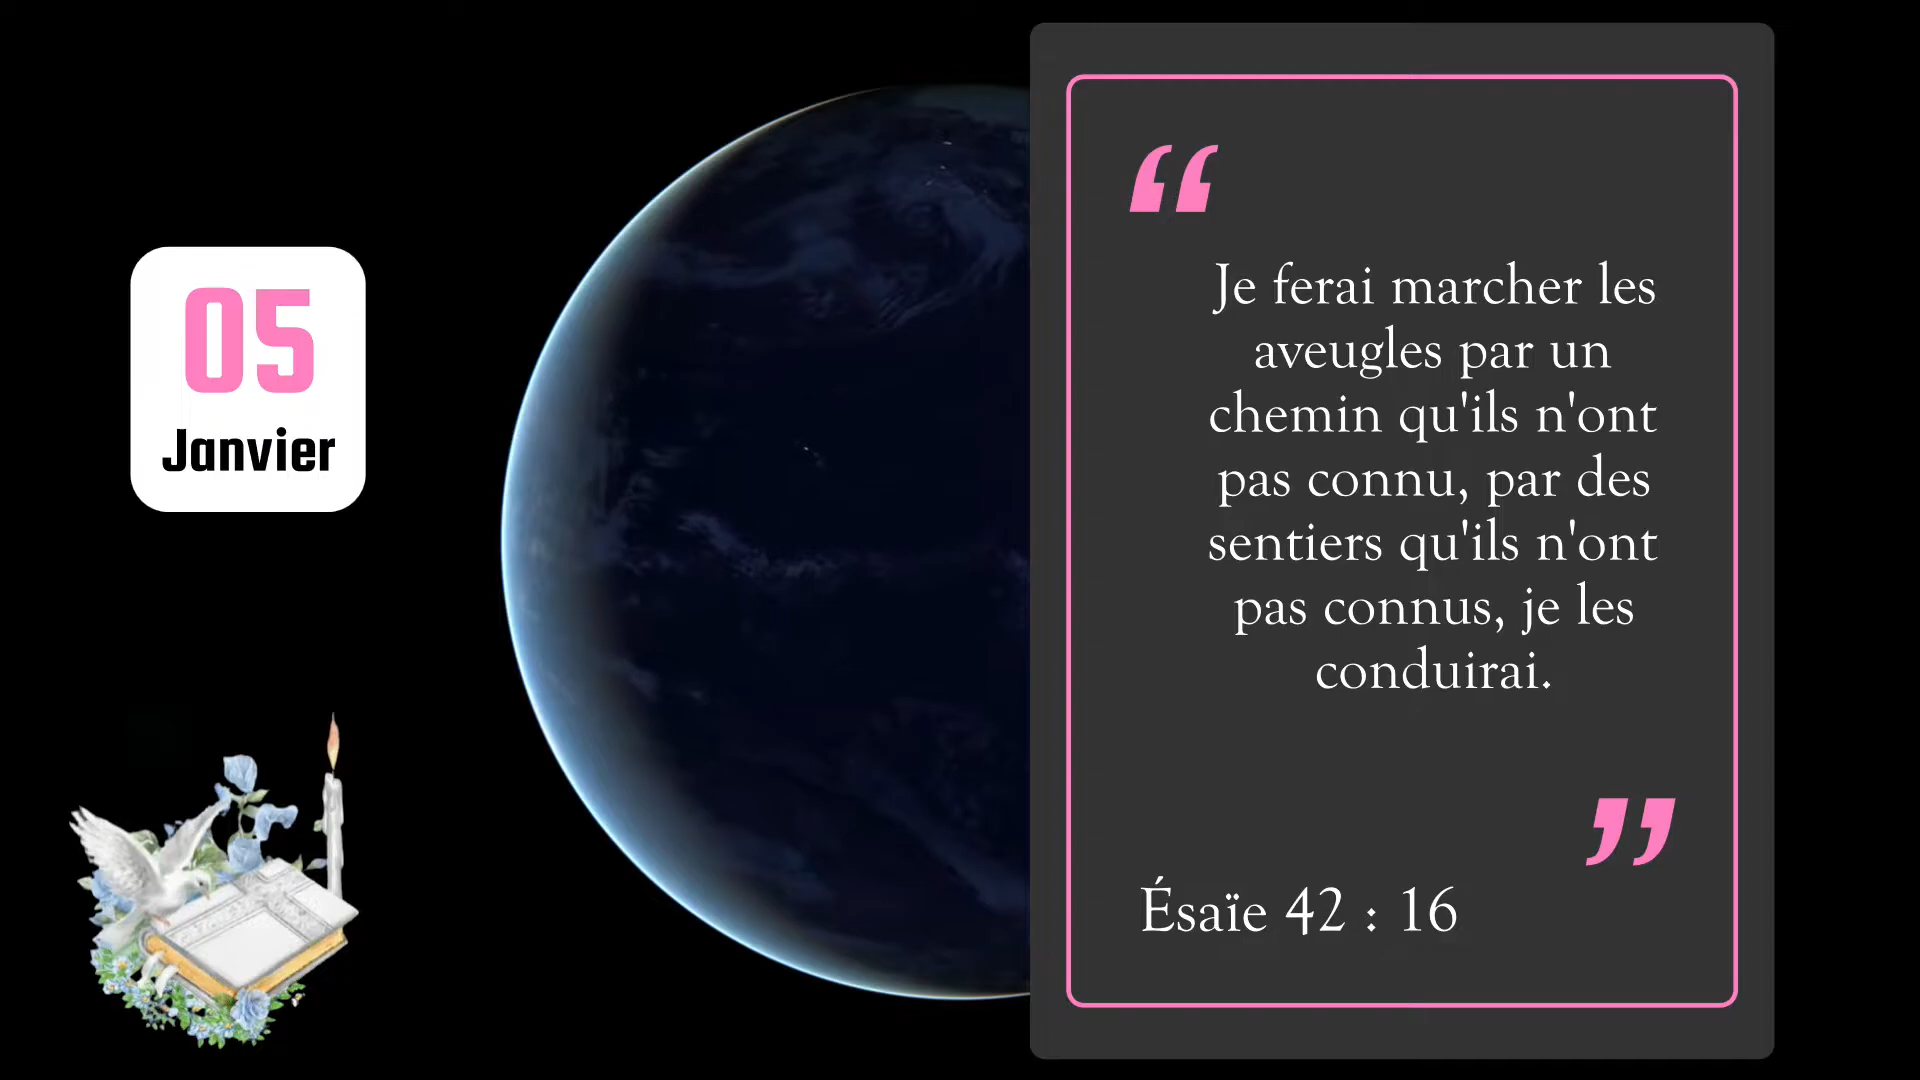 05
Janvier
“
Je ferai marcher les
aveugles par un
chemin qu'ils n'ont
pas connu, par des
sentiers qu'ils n'ont
pas connus, je les
conduirai.
”
Ésaïe 42 : 16